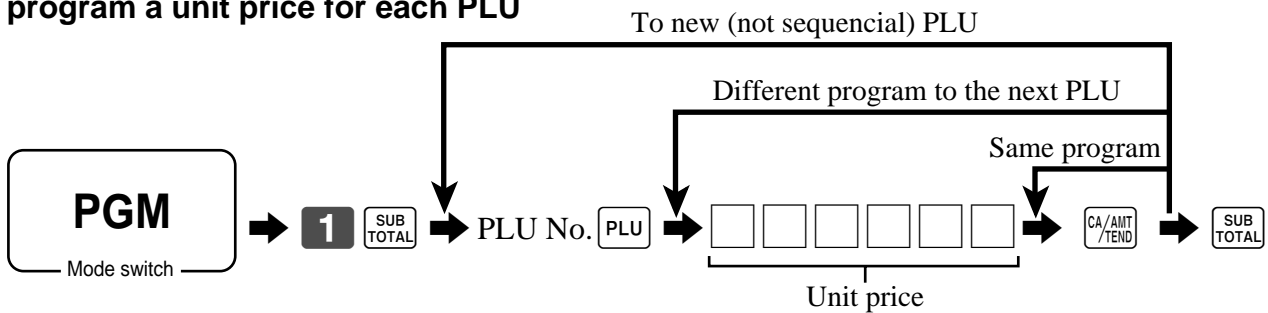 program a unit price for each PLU
To new (not sequencial) PLU
Different program to the next PLU
Same program
PGM
Mode switch
1 SUB TOTAL PLU No. PLU CA/AMT /TEND SUB TOTAL
Unit price